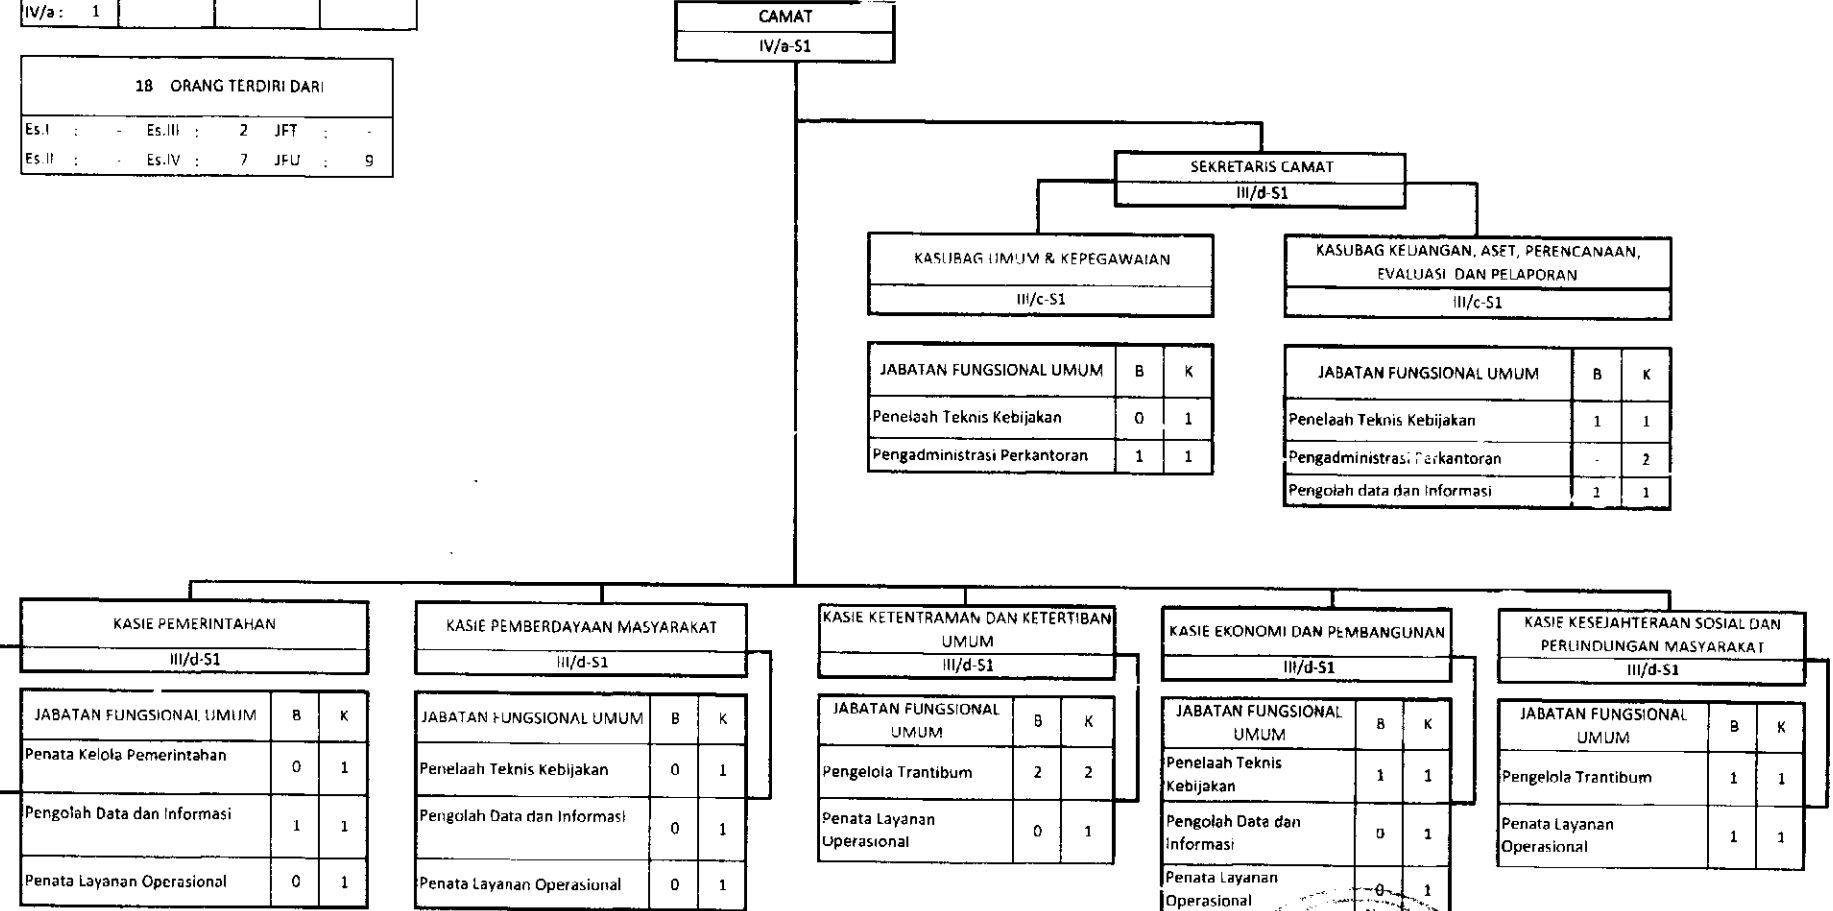 IV/a : 1
CAMAT
IV/a-S1
18 ORANG TERDIRI DARI
Es.I : - Es.III : 2 JFT : -
Es.II : - Es.IV : 7 JFU : 9
SEKRETARIS CAMAT
III/d-S1
KASUBAG UMUM & KEPEGAWAIAN
III/c-S1
KASUBAG KEUANGAN, ASET, PERENCANAAN,
EVALUASI DAN PELAPORAN
III/c-S1
JABATAN FUNGSIONAL UMUM B K
Penelaah Teknis Kebijakan 0 1
Pengadministrasi Perkantoran 1 1
JABATAN FUNGSIONAL UMUM B K
Penelaah Teknis Kebijakan 1 1
Pengadministrasi Perkantoran - 2
Pengolah data dan Informasi 1 1
KASIE PEMERINTAHAN
III/d-S1
JABATAN FUNGSIONAL UMUM B K
Penata Kelola Pemerintahan 0 1
Pengolah Data dan Informasi 1 1
Penata Layanan Operasional 0 1
KASIE PEMBERDAYAAN MASYARAKAT
III/d-S1
JABATAN FUNGSIONAL UMUM B K
Penelaah Teknis Kebijakan 0 1
Pengolah Data dan Informasi 0 1
Penata Layanan Operasional 0 1
KASIE KETENTRAMAN DAN KETERTIBAN
UMUM
III/d-S1
JABATAN FUNGSIONAL
UMUM B K
Pengelola Trantibum 2 2
Penata Layanan
Operasional 0 1
KASIE EKONOMI DAN PEMBANGUNAN
III/d-S1
JABATAN FUNGSIONAL
UMUM B K
Penelaah Teknis
Kebijakan 1 1
Pengolah Data dan
Informasi 0 1
Penata Layanan
Operasional 0 1
KASIE KESEJAHTERAAN SOSIAL DAN
PERLINDUNGAN MASYARAKAT
III/d-S1
JABATAN FUNGSIONAL
UMUM B K
Pengelola Trantibum 1 1
Penata Layanan
Operasional 1 1